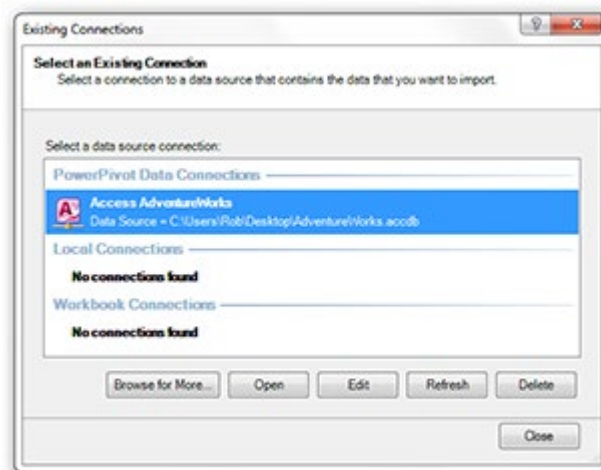 Existing Connections
Select an Existing Connection
Select a connection to a data source that contains the data that you want to import.
Select a data source connection:
PowerPivot Data Connections
Access AdventureWorks
Data Source = C:\Users\Rob\Desktop\AdventureWorks.accdb
Local Connections
No connections found
Workbook Connections
No connections found
Browse for More... Open Edit Refresh Delete
Close